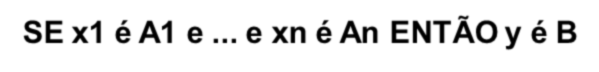 SE x1 é A1 e ... e xn é An ENTÃO y é B